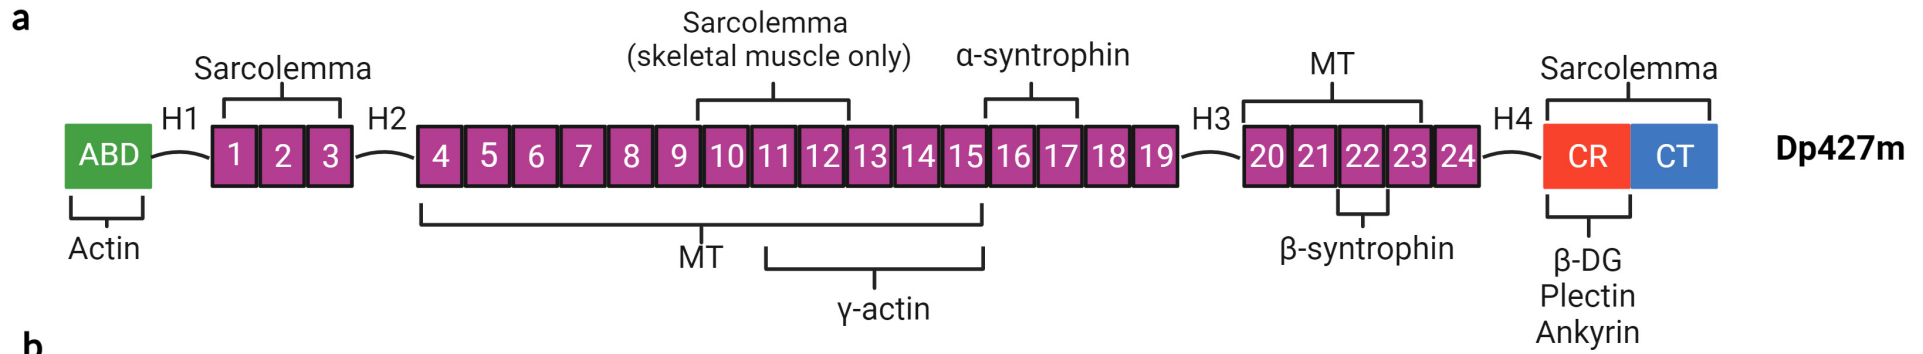 a
Sarcolemma
Sarcolemma
(skeletal muscle only)
α-syntrophin
MT
Sarcolemma
H1
H2
H3
H4
ABD
1 2 3
4 5 6 7 8 9 10 11 12 13 14 15 16 17 18 19
20 21 22 23 24
CR CT
Dp427m
Actin
MT
γ-actin
β-syntrophin
β-DG
Plectin
Ankyrin
b